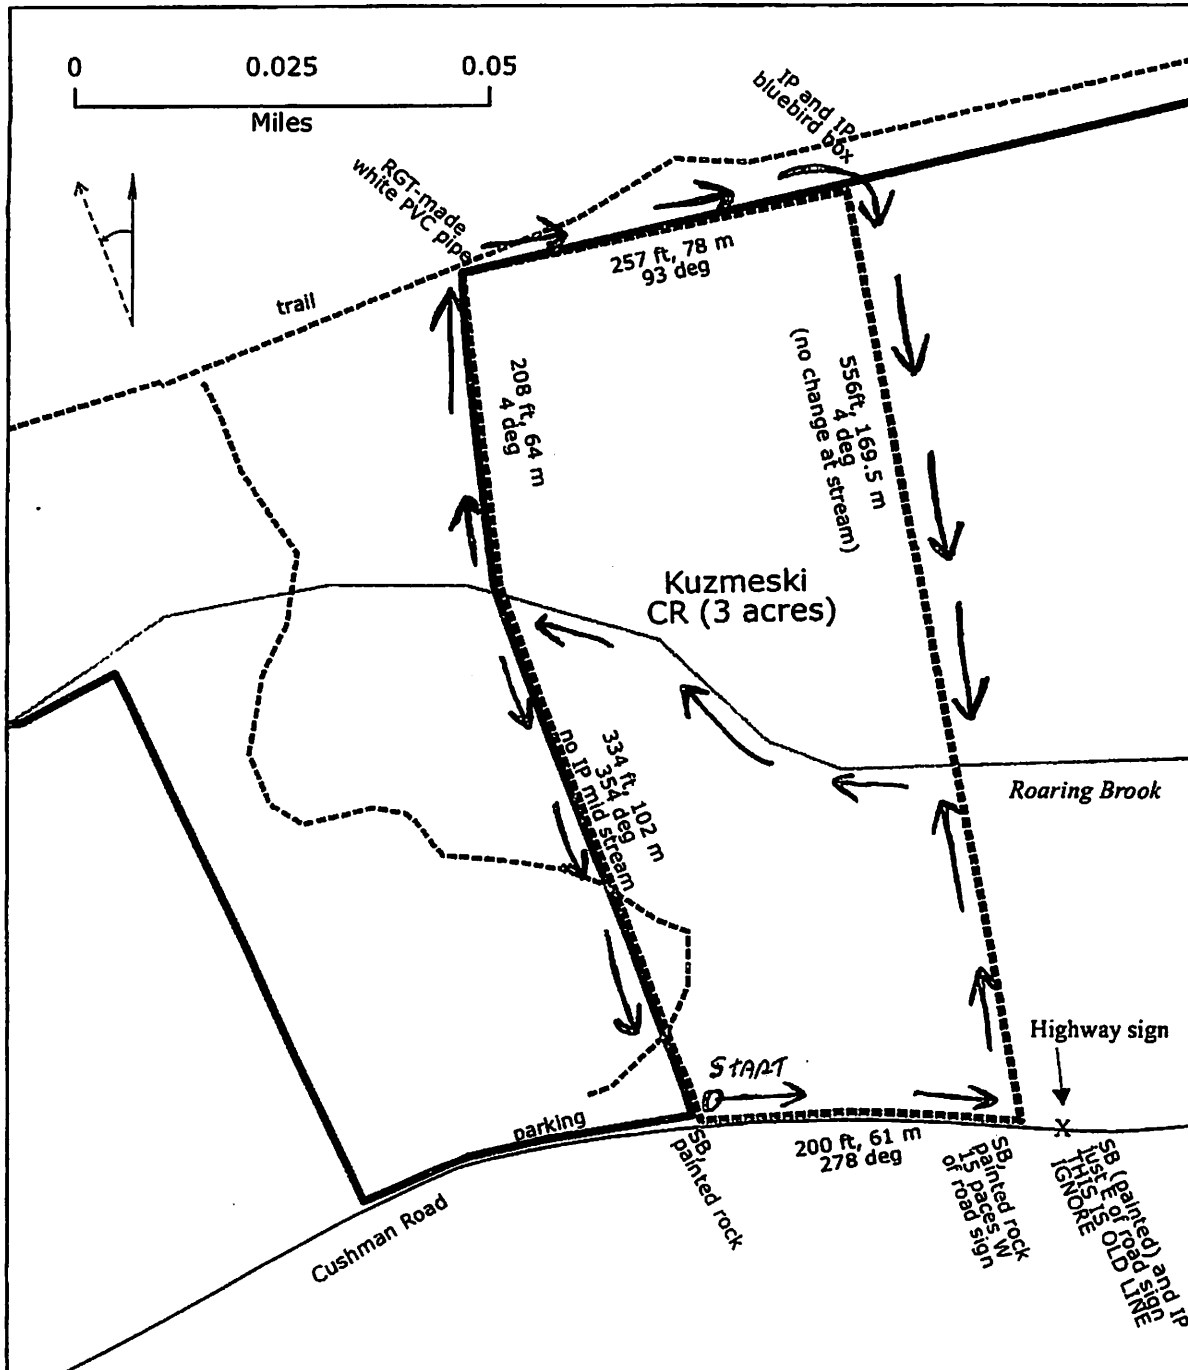 0 0.025 0.05
Miles
IP and IP
bluebird box
RGT-made
white PVC pipe
257 ft, 78 m
93 deg
trail
208 ft, 64 m
4 deg
556ft, 169.5 m
4 deg
(no change at stream)
Kuzmeski
CR (3 acres)
334 ft, 102 m
354 deg
no IP mid stream
Roaring Brook
Highway sign
START
parking
X
200 ft, 61 m
278 deg
SB,
painted rock
SB,
painted rock
15 paces W
of road sign
SB (painted) and IP
just E of road sign
THIS IS OLD LINE
IGNORE
Cushman Road